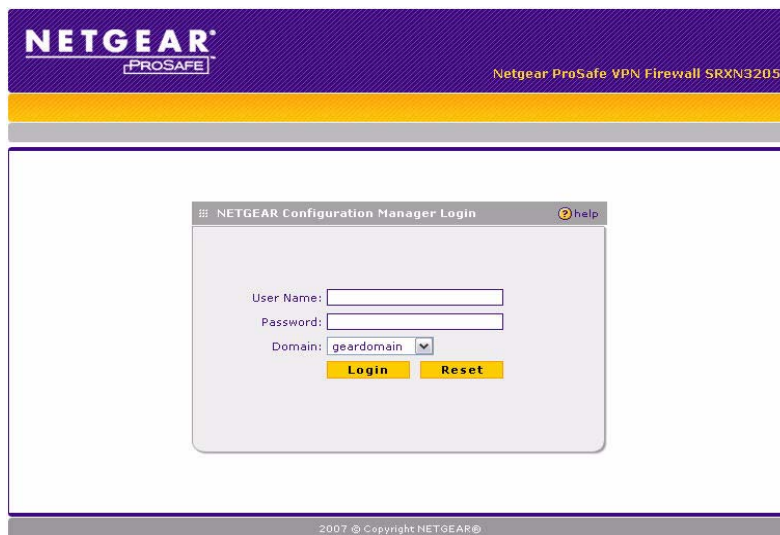 NETGEAR®
PROSAFE
Netgear ProSafe VPN Firewall SRXN3205
NETGEAR Configuration Manager Login
? help
User Name:
Password:
Domain: geardomain
Login Reset
2007 © Copyright NETGEAR®